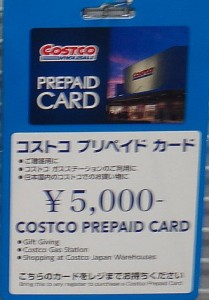 COSTCO
WHOLESALE
PREPAID
CARD
コストコ プリペイド カード
● ご贈答用に
● コストコ ガスステーションのご利用に
● 日本国内のコストコでのお買い物に
￥5,000-
COSTCO PREPAID CARD
● Gift Giving
● Costco Gas Station
● Shopping at Costco Japan Warehouses
こちらのカードをレジまでお持ちください
Bring this to any register to purchase a Costco Prepaid Card